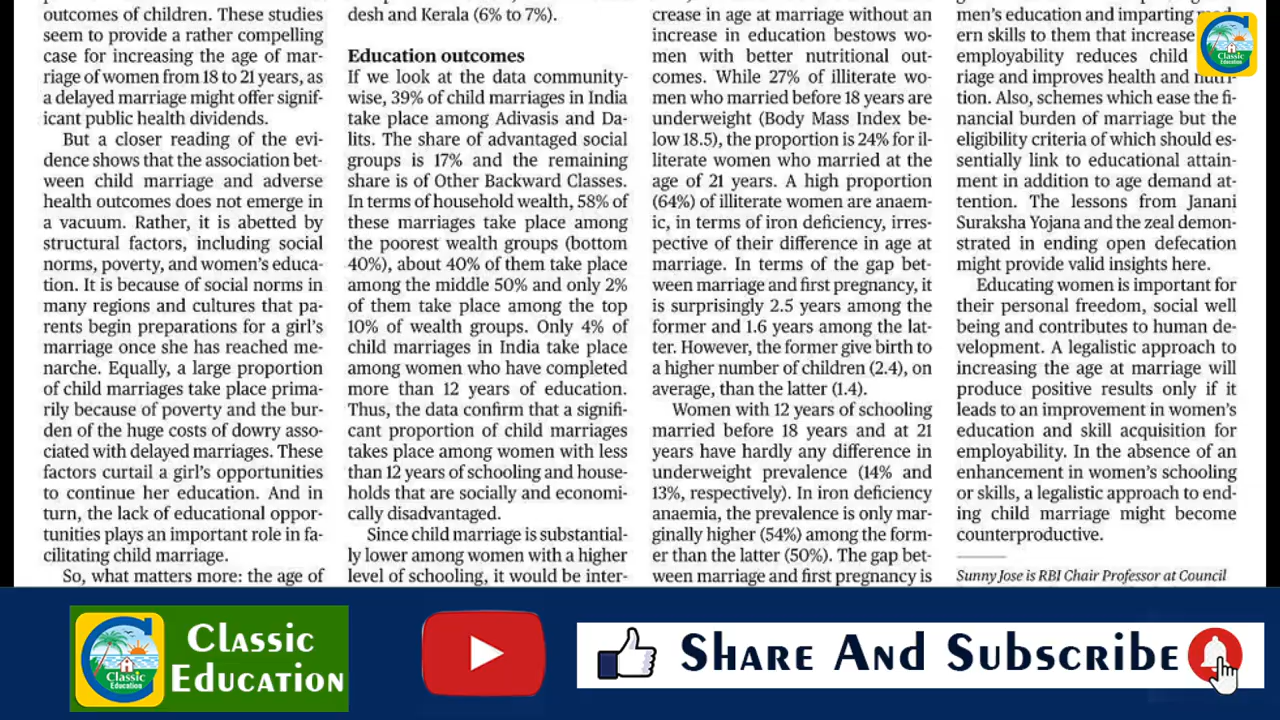 outcomes of children. These studies
seem to provide a rather compelling
case for increasing the age of mar-
riage of women from 18 to 21 years, as
a delayed marriage might offer signif-
icant public health dividends.
But a closer reading of the evi-
dence shows that the association bet-
ween child marriage and adverse
health outcomes does not emerge in
a vacuum. Rather, it is abetted by
structural factors, including social
norms, poverty, and women's educa-
tion. It is because of social norms in
many regions and cultures that pa-
rents begin preparations for a girl's
marriage once she has reached me-
narche. Equally, a large proportion
of child marriages take place prima-
rily because of poverty and the bur-
den of the huge costs of dowry asso-
ciated with delayed marriages. These
factors curtail a girl's opportunities
to continue her education. And in
turn, the lack of educational oppor-
tunities plays an important role in fa-
cilitating child marriage.
So, what matters more: the age of
desh and Kerala (6% to 7%).
Education outcomes
If we look at the data community-
wise, 39% of child marriages in India
take place among Adivasis and Da-
lits. The share of advantaged social
groups is 17% and the remaining
share is of Other Backward Classes.
In terms of household wealth, 58% of
these marriages take place among
the poorest wealth groups (bottom
40%), about 40% of them take place
among the middle 50% and only 2%
of them take place among the top
10% of wealth groups. Only 4% of
child marriages in India take place
among women who have completed
more than 12 years of education.
Thus, the data confirm that a signifi-
cant proportion of child marriages
takes place among women with less
than 12 years of schooling and house-
holds that are socially and economi-
cally disadvantaged.
Since child marriage is substantial-
ly lower among women with a higher
level of schooling, it would be inter-
crease in age at marriage without an
increase in education bestows wo-
men with better nutritional out-
comes. While 27% of illiterate wo-
men who married before 18 years are
underweight (Body Mass Index be-
low 18.5), the proportion is 24% for il-
literate women who married at the
age of 21 years. A high proportion
(64%) of illiterate women are anaem-
ic, in terms of iron deficiency, irres-
pective of their difference in age at
marriage. In terms of the gap bet-
ween marriage and first pregnancy, it
is surprisingly 2.5 years among the
former and 1.6 years among the lat-
ter. However, the former give birth to
a higher number of children (2.4), on
average, than the latter (1.4).
Women with 12 years of schooling
married before 18 years and at 21
years have hardly any difference in
underweight prevalence (14% and
13%, respectively). In iron deficiency
anaemia, the prevalence is only mar-
ginally higher (54%) among the form-
er than the latter (50%). The gap bet-
ween marriage and first pregnancy is
men's education and imparting
ern skills to them that increase
employability reduces child
riage and improves health and
tion. Also, schemes which ease the fi-
nancial burden of marriage but the
eligibility criteria of which should es-
sentially link to educational attain-
ment in addition to age demand at-
tention. The lessons from Janani
Suraksha Yojana and the zeal demon-
strated in ending open defecation
might provide valid insights here.
Educating women is important for
their personal freedom, social well
being and contributes to human de-
velopment. A legalistic approach to
increasing the age at marriage will
produce positive results only if it
leads to an improvement in women's
education and skill acquisition for
employability. In the absence of an
enhancement in women's schooling
or skills, a legalistic approach to end-
ing child marriage might become
counterproductive.
Sunny Jose is RBI Chair Professor at Council
Classic
Education
Classic
Education
Classic
Education
Share And Subscribe